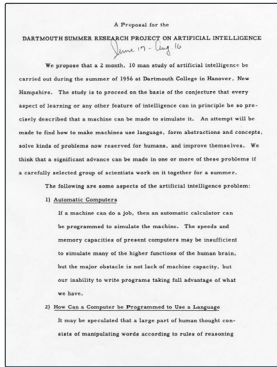 A Proposal for the
DARTMOUTH SUMMER RESEARCH PROJECT ON ARTIFICIAL INTELLIGENCE
June 17 - Aug 16
We propose that a 2 month, 10 man study of artificial intelligence be
carried out during the summer of 1956 at Dartmouth College in Hanover, New
Hampshire. The study is to proceed on the basis of the conjecture that every
aspect of learning or any other feature of intelligence can in principle be so pre-
cisely described that a machine can be made to simulate it. An attempt will be
made to find how to make machines use language, form abstractions and concepts,
solve kinds of problems now reserved for humans, and improve themselves. We
think that a significant advance can be made in one or more of these problems if
a carefully selected group of scientists work on it together for a summer.
The following are some aspects of the artificial intelligence problem:
1) Automatic Computers
If a machine can do a job, then an automatic calculator can
be programmed to simulate the machine. The speeds and
memory capacities of present computers may be insufficient
to simulate many of the higher functions of the human brain,
but the major obstacle is not lack of machine capacity, but
our inability to write programs taking full advantage of what
we have.
2) How Can a Computer be Programmed to Use a Language
It may be speculated that a large part of human thought con-
sists of manipulating words according to rules of reasoning